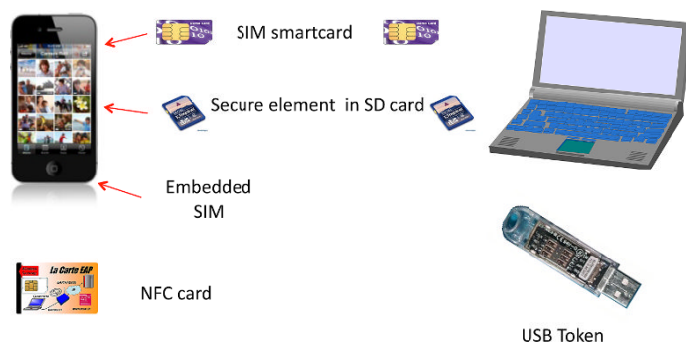 SIM smartcard
Secure element in SD card
Embedded
SIM
La Carte EAP
NFC card
USB Token